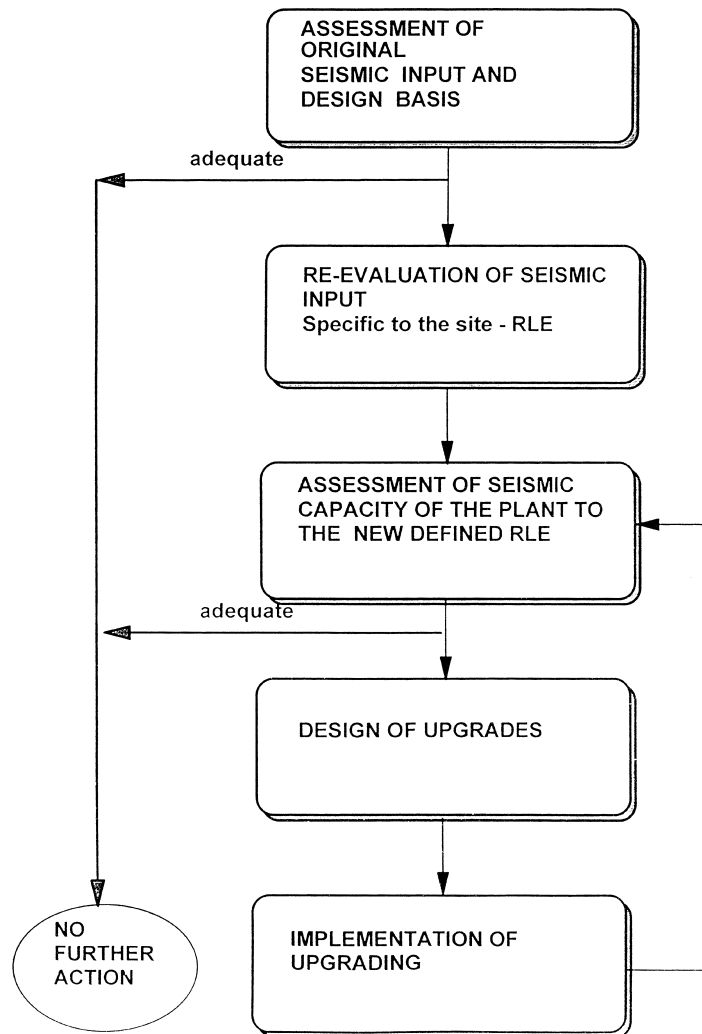 ASSESSMENT OF
ORIGINAL
SEISMIC INPUT AND
DESIGN BASIS
adequate
RE-EVALUATION OF SEISMIC
INPUT
Specific to the site - RLE
ASSESSMENT OF SEISMIC
CAPACITY OF THE PLANT TO
THE NEW DEFINED RLE
adequate
DESIGN OF UPGRADES
NO
FURTHER
ACTION
IMPLEMENTATION OF
UPGRADING